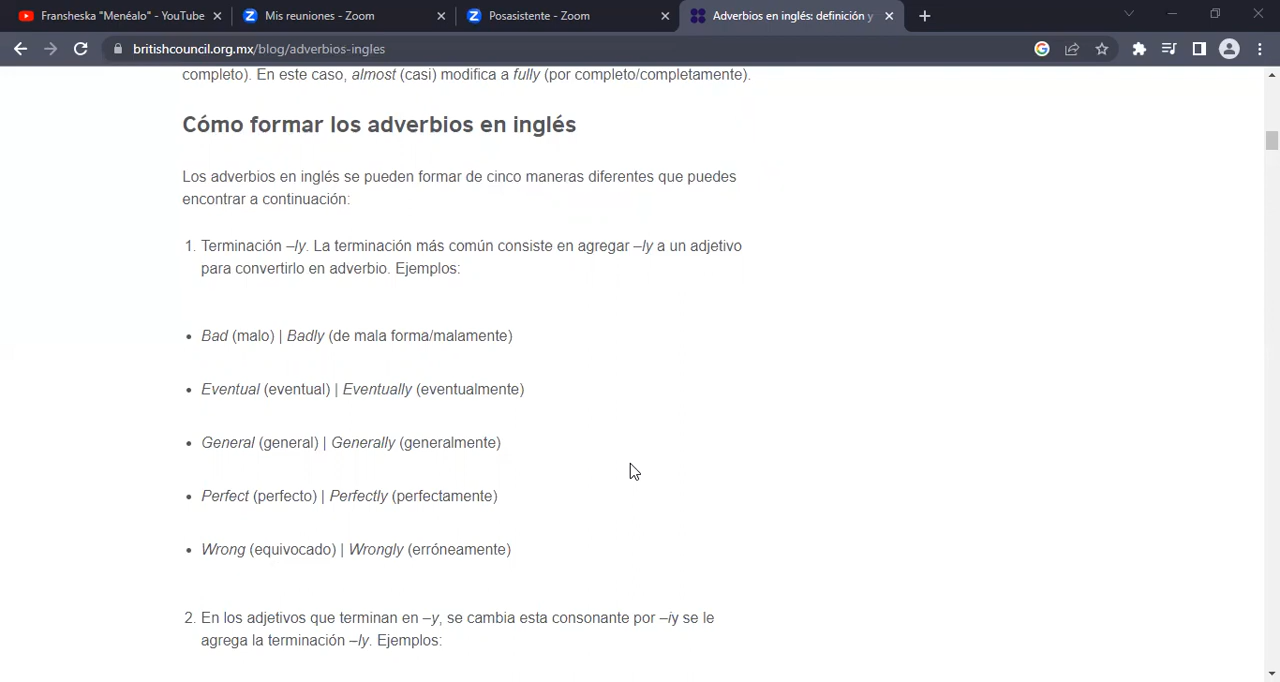 Fransheska "Menéalo" - YouTube
Mis reuniones - Zoom
Posasistente - Zoom
Adverbios en inglés: definición y
britishcouncil.org.mx/blog/adverbios-ingles
completo). En este caso, almost (casi) modifica a fully (por completo/completamente).
Cómo formar los adverbios en inglés
Los adverbios en inglés se pueden formar de cinco maneras diferentes que puedes
encontrar a continuación:
1. Terminación –ly. La terminación más común consiste en agregar –ly a un adjetivo
para convertirlo en adverbio. Ejemplos:
• Bad (malo) | Badly (de mala forma/malamente)
• Eventual (eventual) | Eventually (eventualmente)
• General (general) | Generally (generalmente)
• Perfect (perfecto) | Perfectly (perfectamente)
• Wrong (equivocado) | Wrongly (erróneamente)
2. En los adjetivos que terminan en –y, se cambia esta consonante por –iy se le
agrega la terminación –ly. Ejemplos: